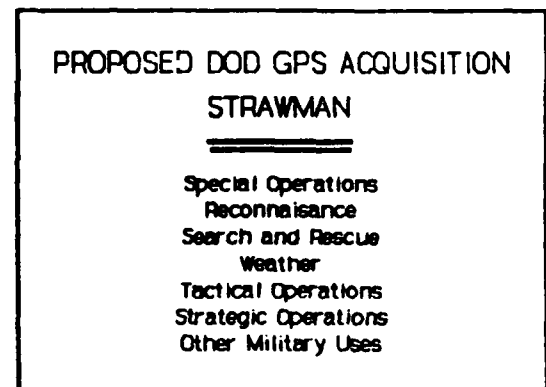 PROPOSED DOD GPS ACQUISITION
STRAWMAN
Special Operations
Reconnaisance
Search and Rescue
Weather
Tactical Operations
Strategic Operations
Other Military Uses